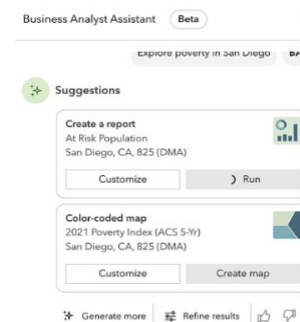 Business Analyst Assistant Beta
Explore poverty in San Diego
Suggestions
Create a report
At Risk Population
San Diego, CA, 825 (DMA)
Customize Run
Color-coded map
2021 Poverty Index (ACS 5-Yr)
San Diego, CA, 825 (DMA)
Customize Create map
Generate more Refine results